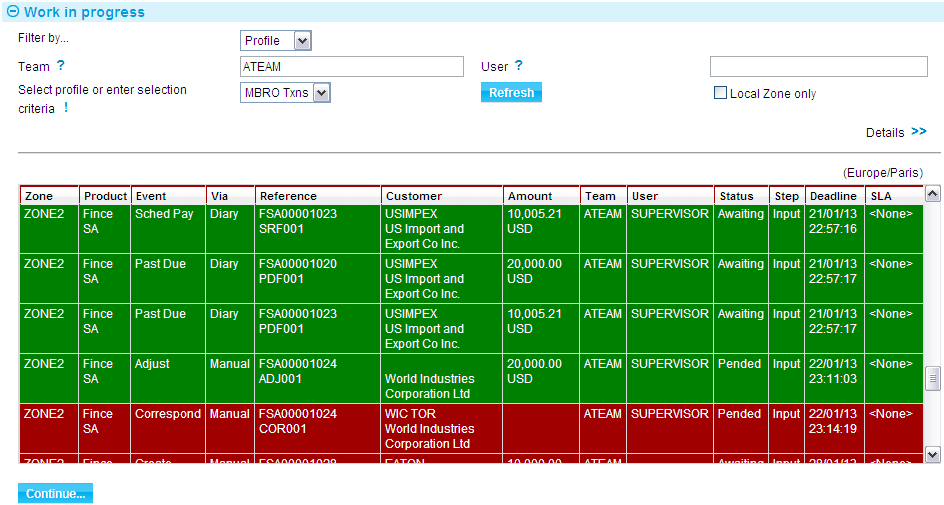 Work in progress
Filter by... Profile
Team ? ATEAM User ?
Select profile or enter selection criteria ! MBRO Txns Refresh Local Zone only
Details >>
(Europe/Paris)
Zone Product Event Via Reference Customer Amount Team User Status Step Deadline SLA
ZONE2 Fince Sched Pay Diary FSA00001023 USIMPEX 10,005.21 ATEAM SUPERVISOR Awaiting Input 21/01/13 <None>
SA SRF001 US Import and USD 22:57:16
Export Co Inc.
ZONE2 Fince Past Due Diary FSA00001020 USIMPEX 20,000.00 ATEAM SUPERVISOR Awaiting Input 21/01/13 <None>
SA PDF001 US Import and USD 22:57:17
Export Co Inc.
ZONE2 Fince Past Due Diary FSA00001023 USIMPEX 10,005.21 ATEAM SUPERVISOR Awaiting Input 21/01/13 <None>
SA PDF001 US Import and USD 22:57:17
Export Co Inc.
ZONE2 Fince Adjust Manual FSA00001024 20,000.00 ATEAM SUPERVISOR Pended Input 22/01/13 <None>
SA ADJ001 World Industries USD 23:11:03
Corporation Ltd
ZONE2 Fince Correspond Manual FSA00001024 WIC TOR ATEAM SUPERVISOR Pended Input 22/01/13 <None>
SA COR001 World Industries 23:14:19
Corporation Ltd
ZONE2 Fince Create Manual FSA00001028 EATON 10,000.00 ATEAM Awaiting Input <None>
Continue...